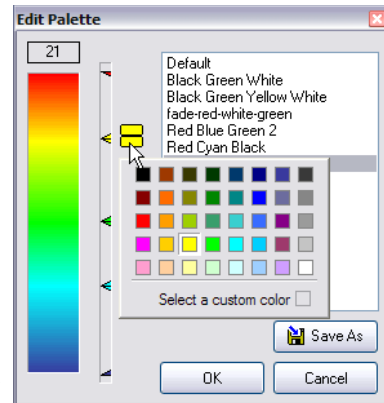 Edit Palette
21
Default
Black Green White
Black Green Yellow White
fade-red-white-green
Red Blue Green 2
Red Cyan Black
Select a custom color
Save As
OK
Cancel